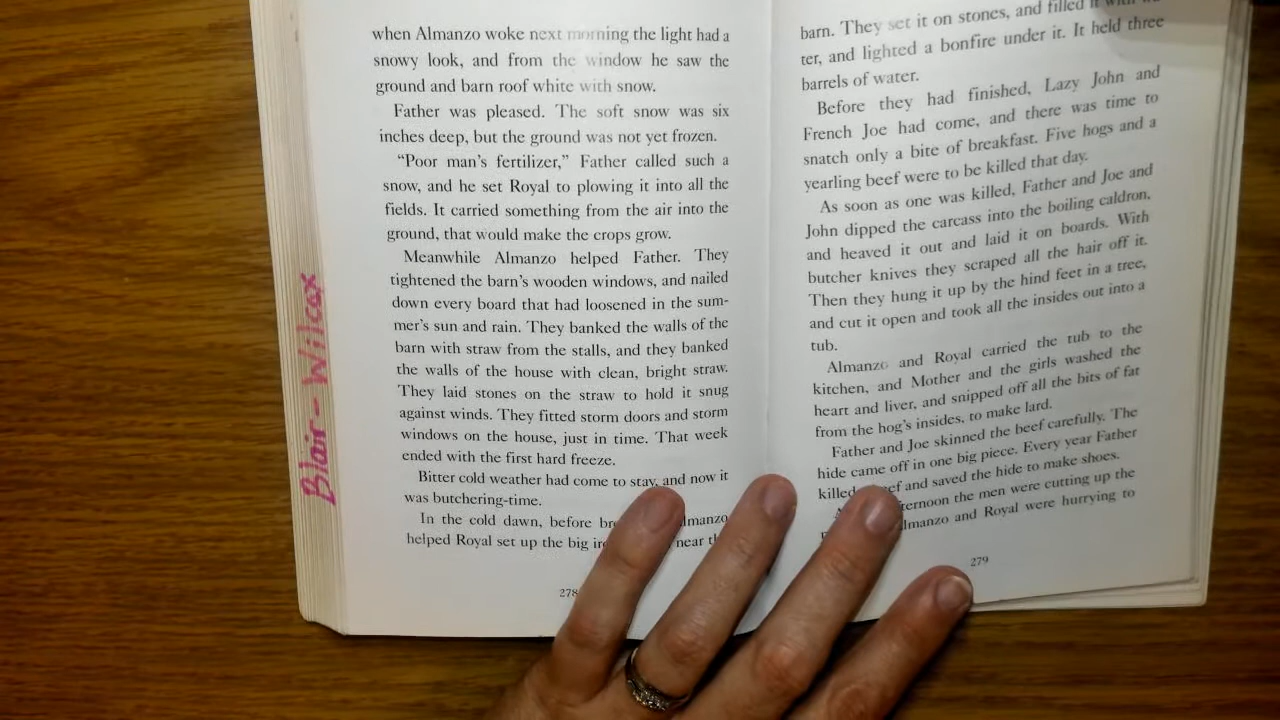 when Almanzo woke next morning the light had a
snowy look, and from the window he saw the
ground and barn roof white with snow.
Father was pleased. The soft snow was six
inches deep, but the ground was not yet frozen.
“Poor man’s fertilizer,” Father called such a
snow, and he set Royal to plowing it into all the
fields. It carried something from the air into the
ground, that would make the crops grow.
Meanwhile Almanzo helped Father. They
tightened the barn’s wooden windows, and nailed
down every board that had loosened in the sum-
mer’s sun and rain. They banked the walls of the
barn with straw from the stalls, and they banked
the walls of the house with clean, bright straw.
They laid stones on the straw to hold it snug
against winds. They fitted storm doors and storm
windows on the house, just in time. That week
ended with the first hard freeze.
Bitter cold weather had come to stay, and now it
was butchering-time.
In the cold dawn, before Almanzo
helped Royal set up the big near
278
barn. They set it on stones, and filled it with
ter, and lighted a bonfire under it. It held three
barrels of water.
Before they had finished, Lazy John and
French Joe had come, and there was time to
snatch only a bite of breakfast. Five hogs and a
yearling beef were to be killed that day.
As soon as one was killed, Father and Joe and
John dipped the carcass into the boiling caldron,
and heaved it out and laid it on boards. With
butcher knives they scraped all the hair off it.
Then they hung it up by the hind feet in a tree,
and cut it open and took all the insides out into a
tub.
Almanzo and Royal carried the tub to the
kitchen, and Mother and the girls washed the
heart and liver, and snipped off all the bits of fat
from the hog’s insides, to make lard.
Father and Joe skinned the beef carefully. The
hide came off in one big piece. Every year Father
killed beef and saved the hide to make shoes.
afternoon the men were cutting up the
Almanzo and Royal were hurrying to
279
Blair-Wilcox